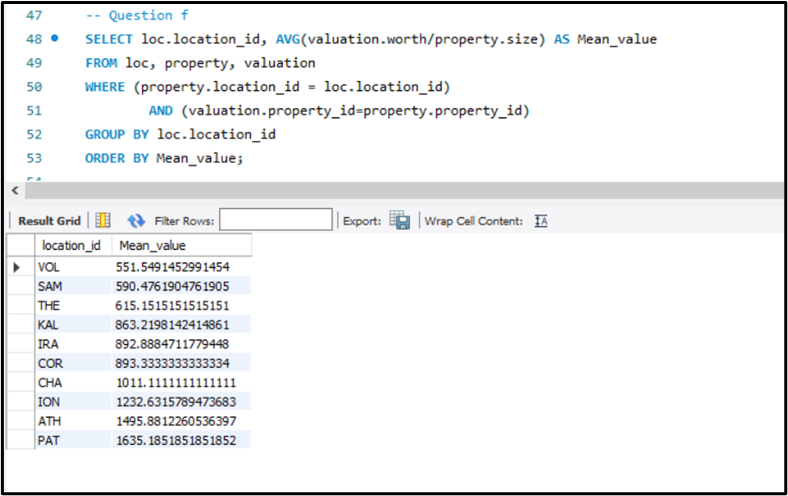 47 -- Question f
48 SELECT loc.location_id, AVG(valuation.worth/property.size) AS Mean_value
49 FROM loc, property, valuation
50 WHERE (property.location_id = loc.location_id)
51 AND (valuation.property_id=property.property_id)
52 GROUP BY loc.location_id
53 ORDER BY Mean_value;
Result Grid Filter Rows: Export: Wrap Cell Content: IA
location_id Mean_value
VOL 551.5491452991454
SAM 590.4761904761905
THE 615.1515151515151
KAL 863.2198142414861
IRA 892.8884711779448
COR 893.3333333333334
CHA 1011.1111111111111
ION 1232.6315789473683
ATH 1495.8812260536397
PAT 1635.1851851851852